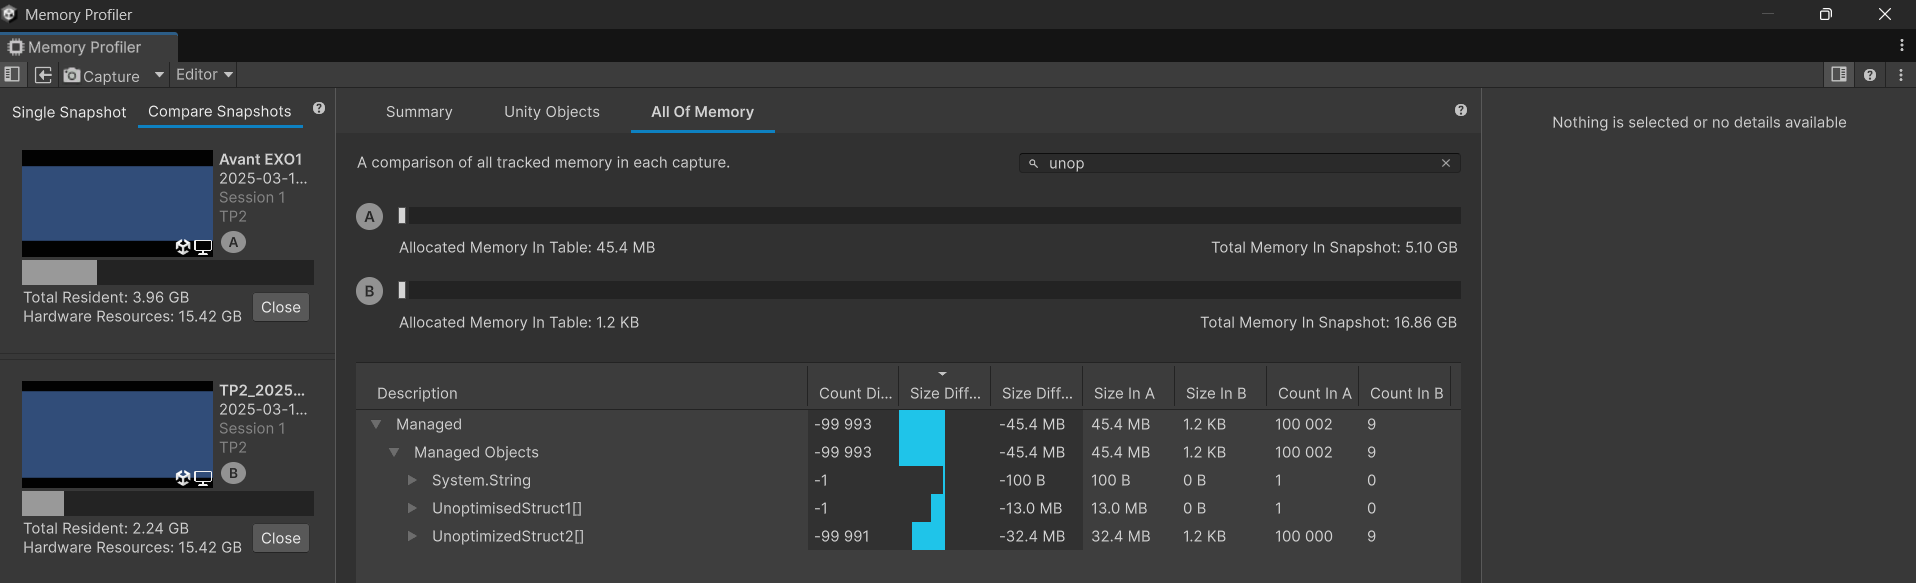 Memory Profiler
Memory Profiler
Capture Editor
Single Snapshot Compare Snapshots
Avant EXO1
2025-03-1...
Session 1
TP2
A
Total Resident: 3.96 GB
Hardware Resources: 15.42 GB
Close
TP2_2025...
2025-03-1...
Session 1
TP2
B
Total Resident: 2.24 GB
Hardware Resources: 15.42 GB
Close
Summary Unity Objects All Of Memory
A comparison of all tracked memory in each capture.
unop
A
Allocated Memory In Table: 45.4 MB Total Memory In Snapshot: 5.10 GB
B
Allocated Memory In Table: 1.2 KB Total Memory In Snapshot: 16.86 GB
Description Count Di... Size Diff... Size Diff... Size In A Size In B Count In A Count In B
Managed -99 993 -45.4 MB 45.4 MB 1.2 KB 100 002 9
Managed Objects -99 993 -45.4 MB 45.4 MB 1.2 KB 100 002 9
System.String -1 -100 B 100 B 0 B 1 0
UnoptimisedStruct1[] -1 -13.0 MB 13.0 MB 0 B 1 0
UnoptimizedStruct2[] -99 991 -32.4 MB 32.4 MB 1.2 KB 100 000 9
Nothing is selected or no details available